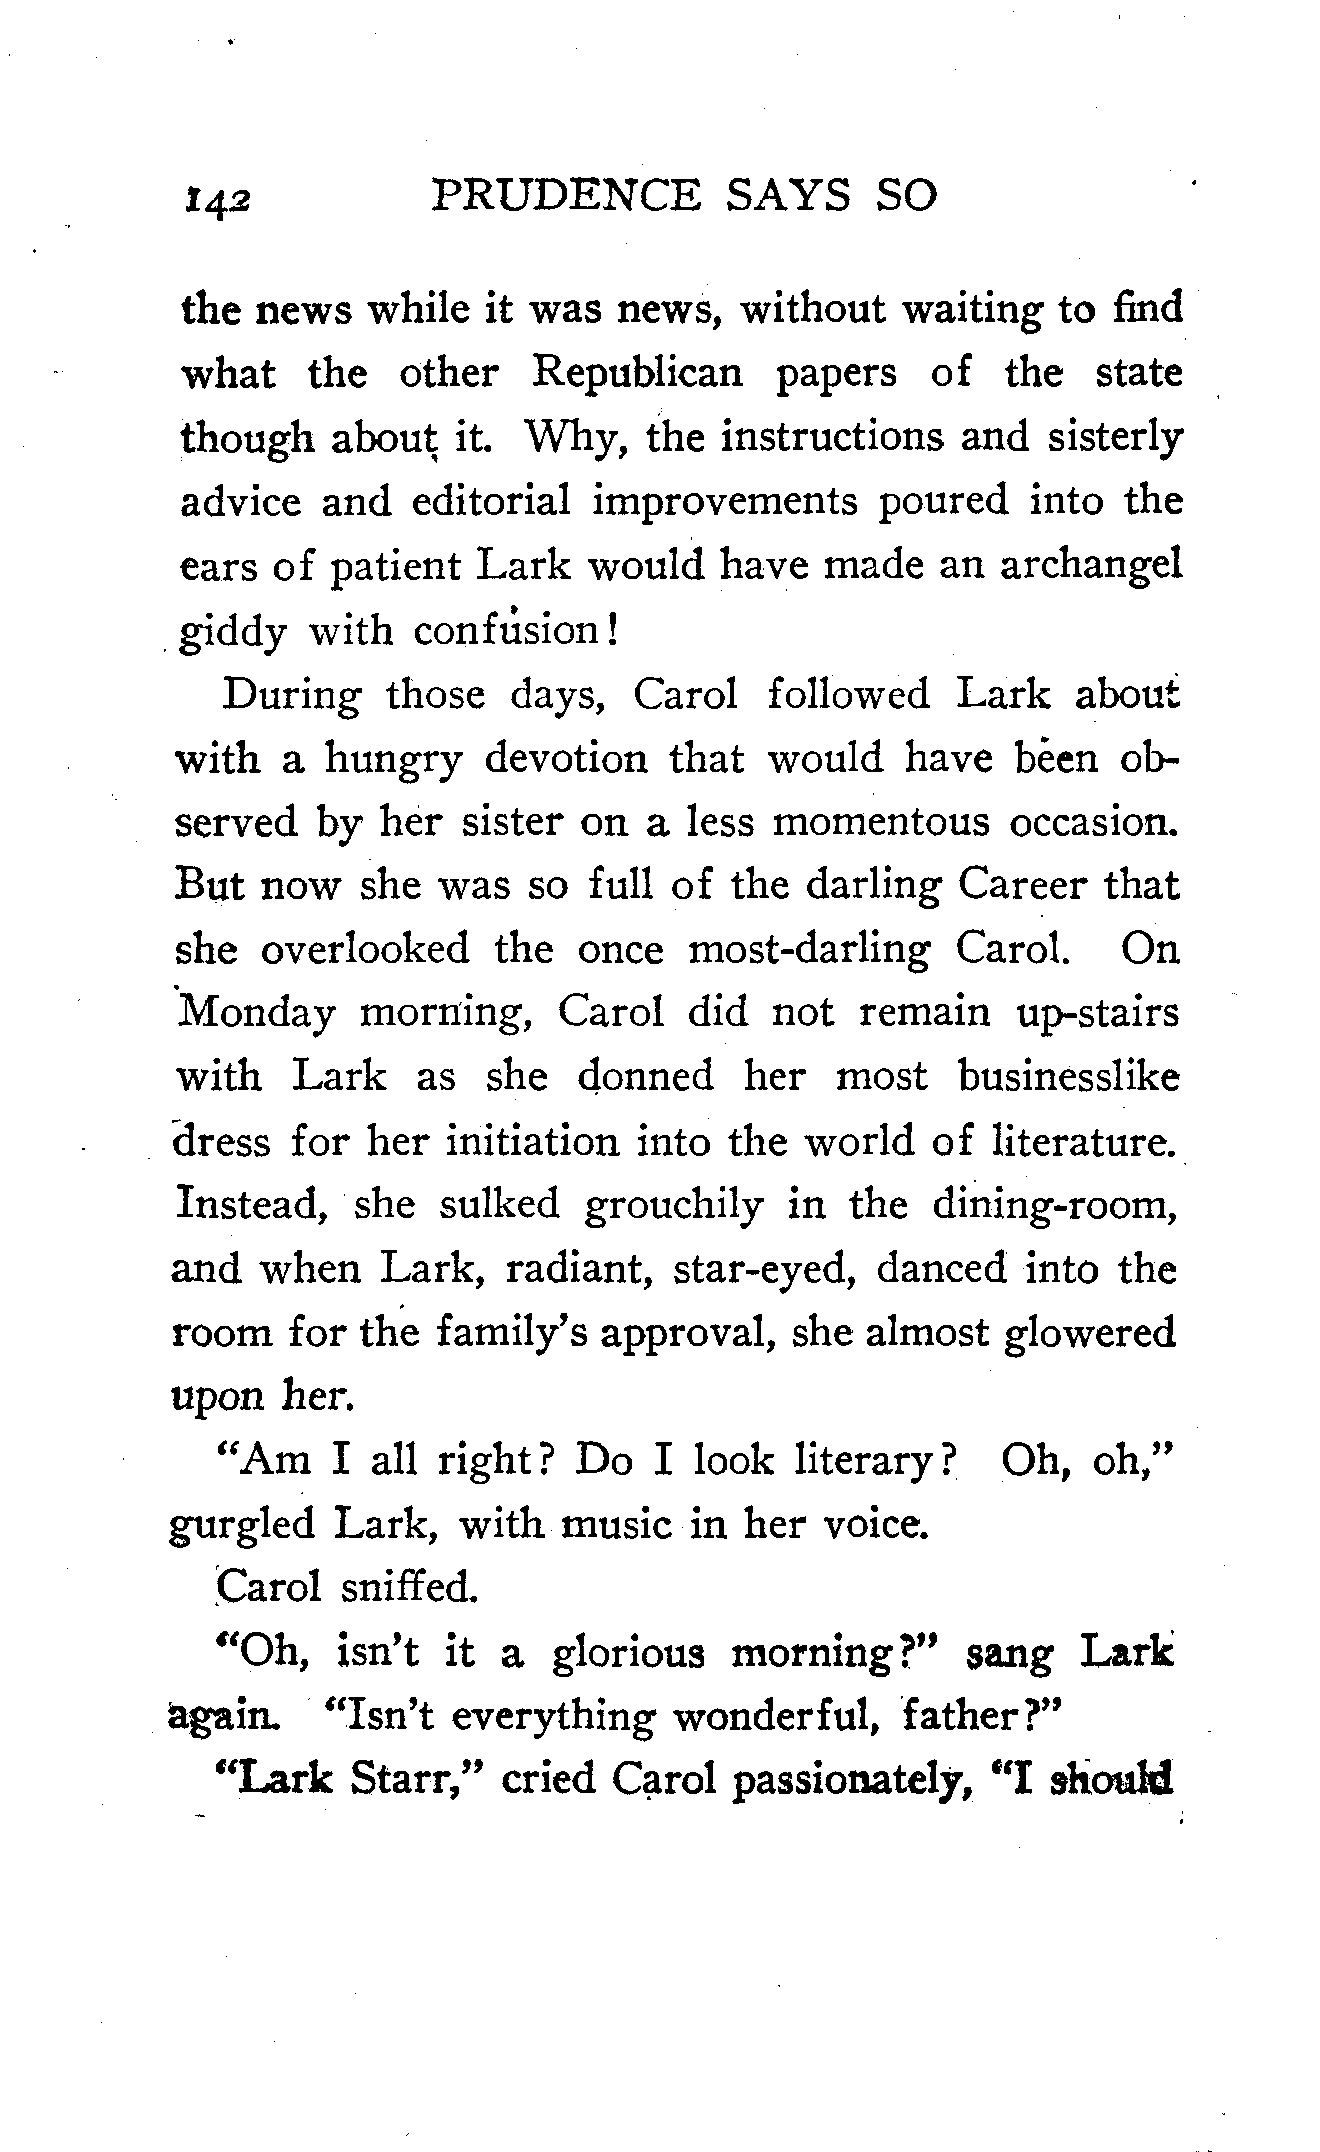 142 PRUDENCE SAYS SO
the news while it was news, without waiting to find
what the other Republican papers of the state
though about it. Why, the instructions and sisterly
advice and editorial improvements poured into the
ears of patient Lark would have made an archangel
giddy with confusion!
During those days, Carol followed Lark about
with a hungry devotion that would have been ob-
served by her sister on a less momentous occasion.
But now she was so full of the darling Career that
she overlooked the once most-darling Carol. On
Monday morning, Carol did not remain up-stairs
with Lark as she donned her most businesslike
dress for her initiation into the world of literature.
Instead, she sulked grouchily in the dining-room,
and when Lark, radiant, star-eyed, danced into the
room for the family's approval, she almost glowered
upon her.
“Am I all right? Do I look literary? Oh, oh,”
gurgled Lark, with music in her voice.
Carol sniffed.
“Oh, isn't it a glorious morning?” sang Lark
again. “Isn't everything wonderful, father?”
“Lark Starr,” cried Carol passionately, “I should